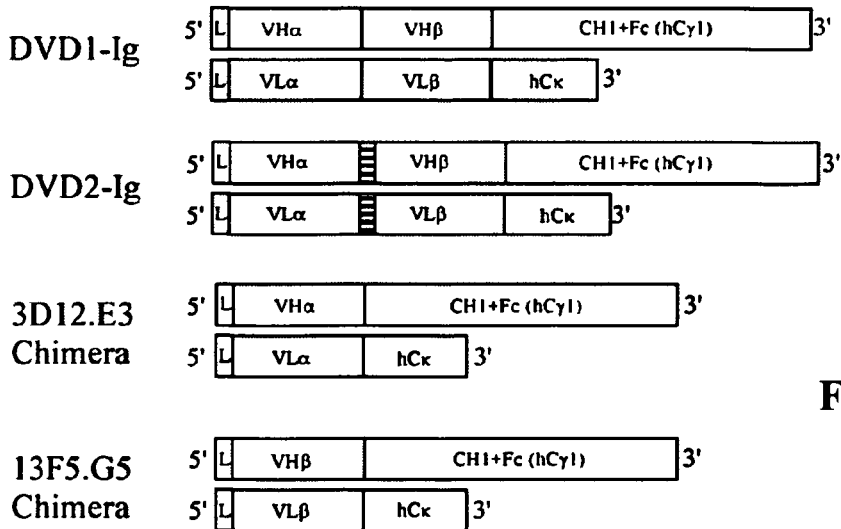 DVD1-Ig
5' L VHα VHβ CH1+Fc (hCγ1) 3'
5' L VLα VLβ hCκ 3'
DVD2-Ig
5' L VHα VHβ CH1+Fc (hCγ1) 3'
5' L VLα VLβ hCκ 3'
3D12.E3
Chimera
5' L VHα CH1+Fc (hCγ1) 3'
5' L VLα hCκ 3'
F
13F5.G5
Chimera
5' L VHβ CH1+Fc (hCγ1) 3'
5' L VLβ hCκ 3'